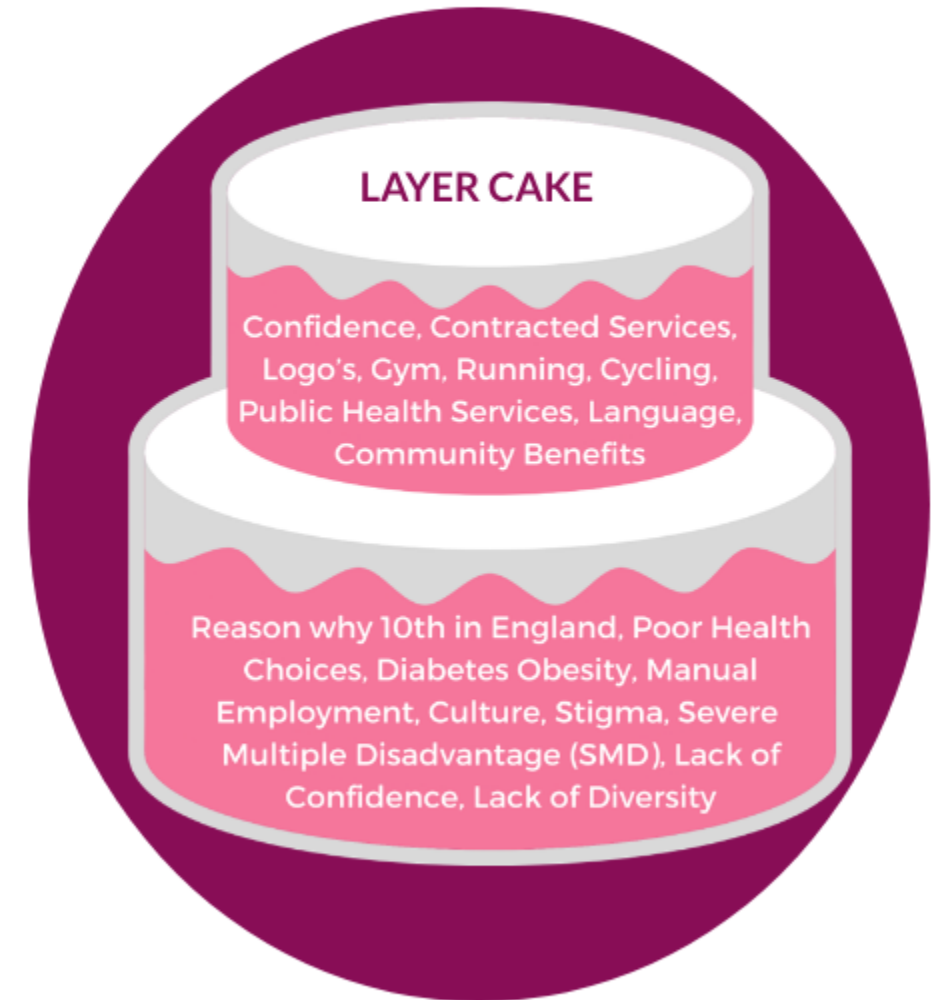 LAYER CAKE
Confidence, Contracted Services,
Logo's, Gym, Running, Cycling,
Public Health Services, Language,
Community Benefits
Reason why 10th in England, Poor Health
Choices, Diabetes Obesity, Manual
Employment, Culture, Stigma, Severe
Multiple Disadvantage (SMD), Lack of
Confidence, Lack of Diversity